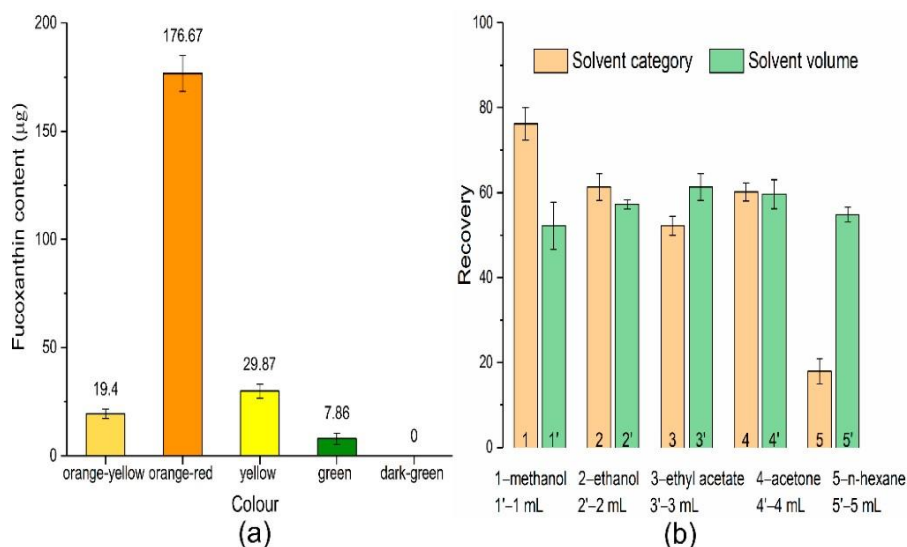 200
150
100
50
0
Fucoxanthin content (µg)
19.4
176.67
29.87
7.86
0
orange-yellow orange-red yellow green dark-green
Colour
(a)
100
80
60
40
20
0
Recovery
Solvent category Solvent volume
1 1' 2 2' 3 3' 4 4' 5 5'
1–methanol 2–ethanol 3–ethyl acetate 4–acetone 5–n-hexane
1'–1 mL 2'–2 mL 3'–3 mL 4'–4 mL 5'–5 mL
(b)